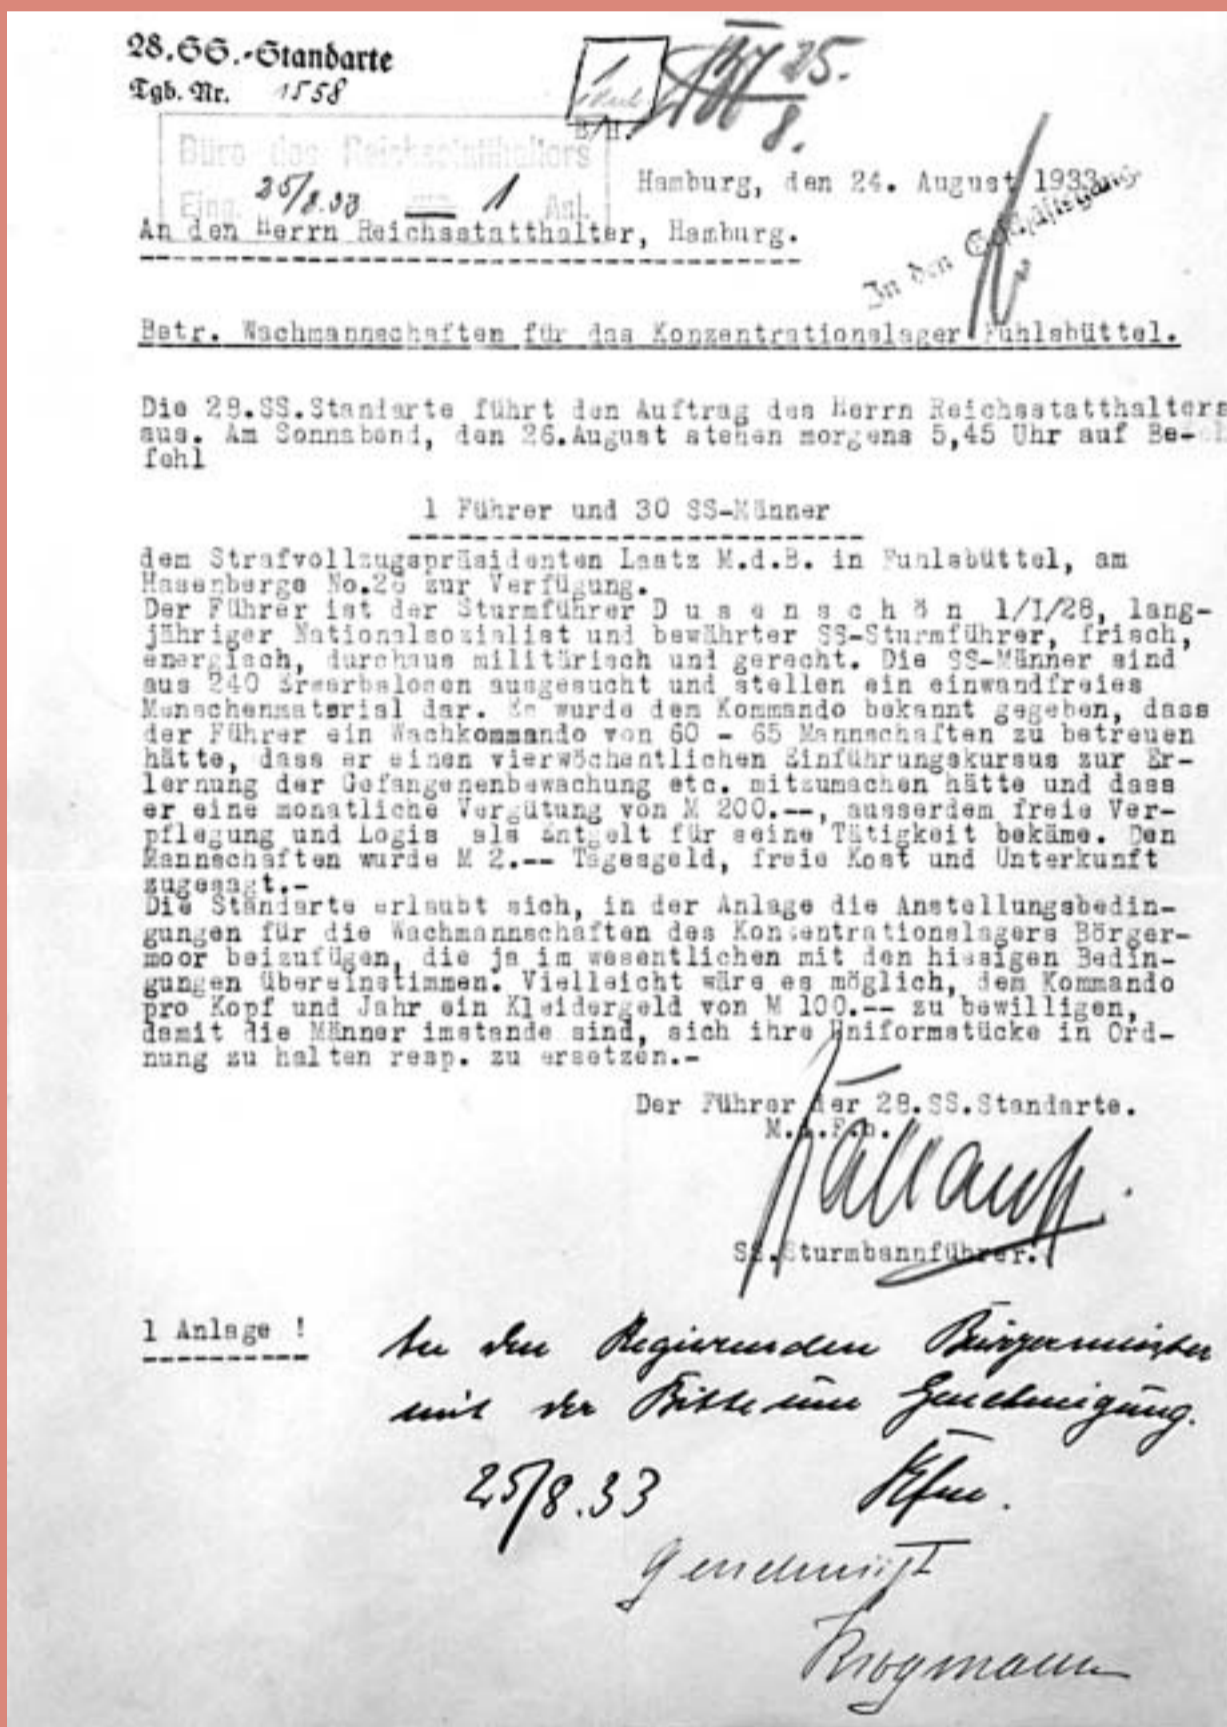 28.SS.-Standarte
Tgb. Nr. 1558
25.
8.
B/H.
Büro des Reichsstatthalters
Eing. 25/8.33 1 Anl.
Hamburg, den 24. August 1933
An den Herrn Reichsstatthalter, Hamburg.
In den Geschäftsgang
Betr. Wachmannschaften für das Konzentrationslager Fuhlsbüttel.
Die 28.SS.Standarte führt den Auftrag des Herrn Reichsstatthalters
aus. Am Sonnabend, den 26.August stehen morgens 5,45 Uhr auf Be-
fehl
1 Führer und 30 SS-Männer
dem Strafvollzugspräsidenten Laatz M.d.B. in Fuhlsbüttel, am
Hasenberge No.26 zur Verfügung.
Der Führer ist der Sturmführer D u s e n s c h ö n 1/I/28, lang-
jähriger Nationalsozialist und bewährter SS-Sturmführer, frisch,
energisch, durchaus militärisch und gerecht. Die SS-Männer sind
aus 240 Erwerbslosen ausgesucht und stellen ein einwandfreies
Menschenmaterial dar. Es wurde dem Kommando bekannt gegeben, dass
der Führer ein Wachkommando von 60 - 65 Mannschaften zu betreuen
hätte, dass er einen vierwöchentlichen Einführungskursus zur Er-
lernung der Gefangenenbewachung etc. mitzumachen hätte und dass
er eine monatliche Vergütung von M 200.--, ausserdem freie Ver-
pflegung und Logis als Entgelt für seine Tätigkeit bekäme. Den
Mannschaften wurde M 2.-- Tagesgeld, freie Kost und Unterkunft
zugesagt.-
Die Standarte erlaubt sich, in der Anlage die Anstellungsbedin-
gungen für die Wachmannschaften des Konzentrationslagers Börger-
moor beizufügen, die ja im wesentlichen mit den hiesigen Bedin-
gungen übereinstimmen. Vielleicht wäre es möglich, dem Kommando
pro Kopf und Jahr ein Kleidergeld von M 100.-- zu bewilligen,
damit die Männer imstande sind, sich ihre Uniformstücke in Ord-
nung zu halten resp. zu ersetzen.-
Der Führer der 28.SS.Standarte.
M.d.F.b.
SS.Sturmbannführer.
1 Anlage !
An den Regierenden Bürgermeister
mit der Bitte um Genehmigung.
25/8.33 Kfm.
Genehmigt
Krogmann